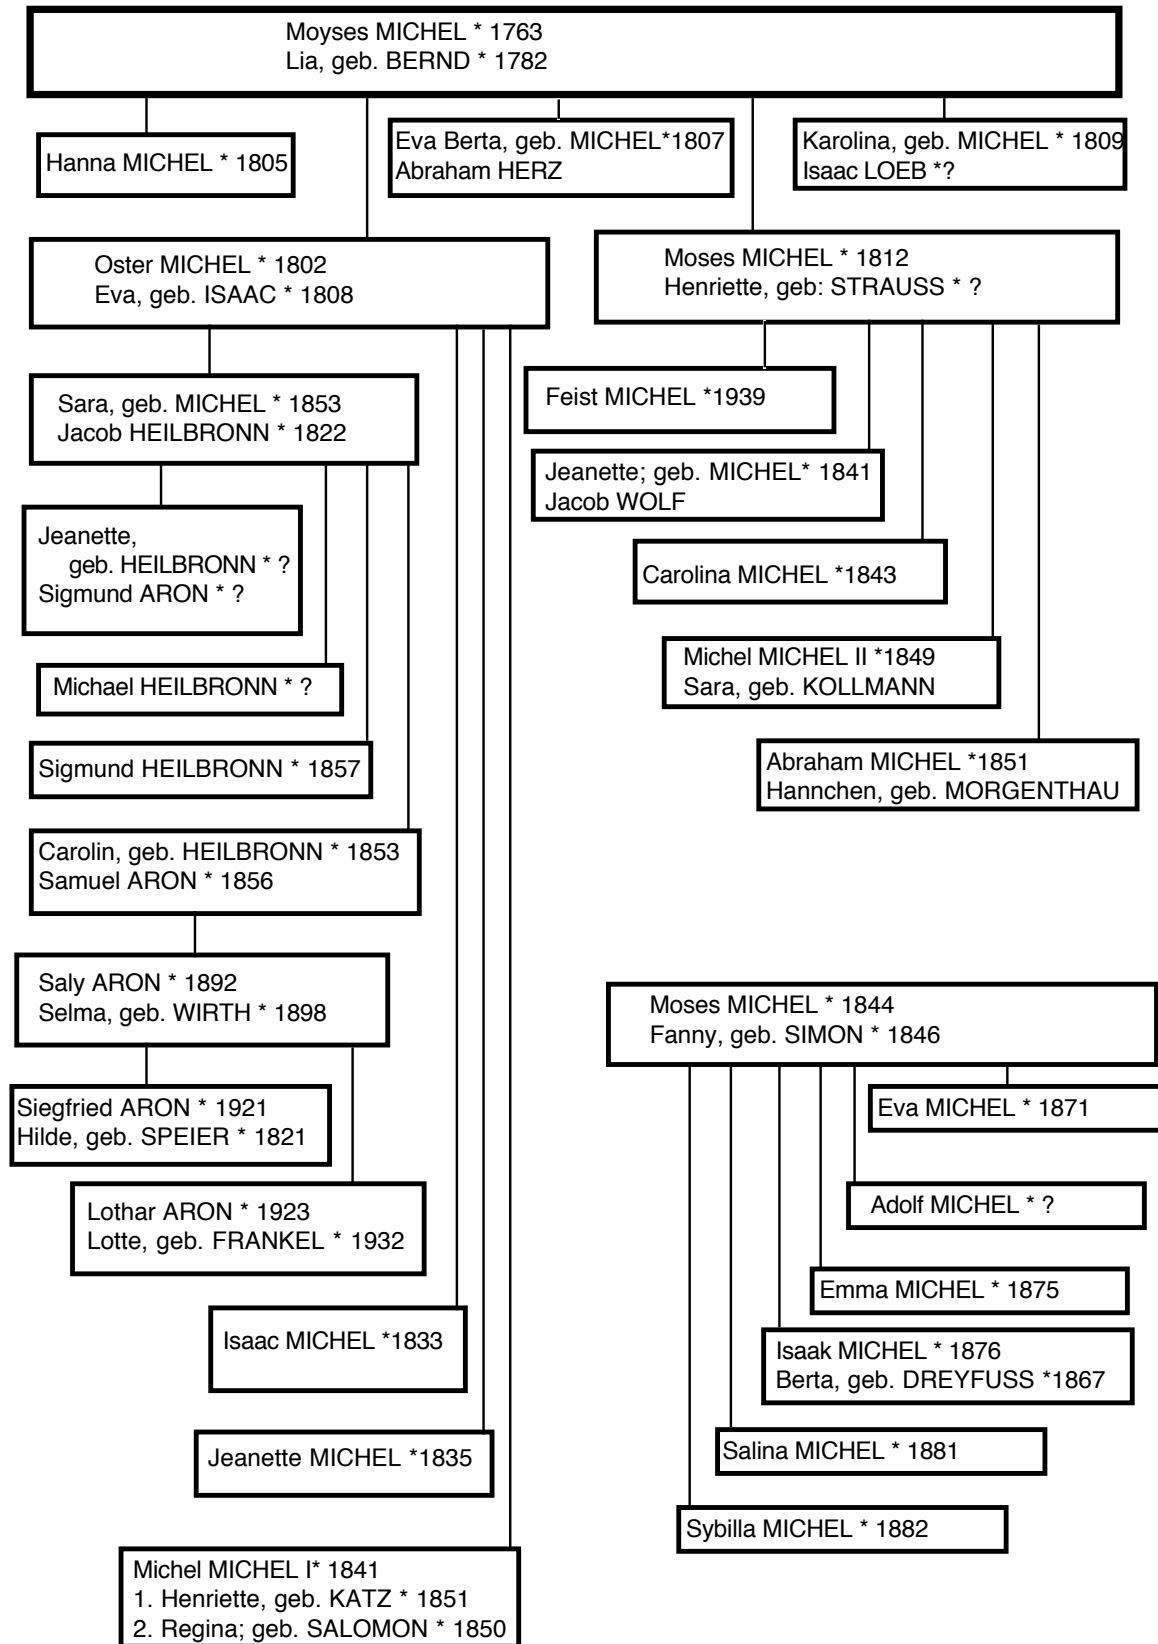 Moyses MICHEL * 1763
Lia, geb. BERND * 1782
Hanna MICHEL * 1805
Eva Berta, geb. MICHEL*1807
Abraham HERZ
Karolina, geb. MICHEL * 1809
Isaac LOEB *?
Oster MICHEL * 1802
Eva, geb. ISAAC * 1808
Moses MICHEL * 1812
Henriette, geb: STRAUSS * ?
Sara, geb. MICHEL * 1853
Jacob HEILBRONN * 1822
Feist MICHEL *1939
Jeanette; geb. MICHEL* 1841
Jacob WOLF
Jeanette,
geb. HEILBRONN * ?
Sigmund ARON * ?
Carolina MICHEL *1843
Michael HEILBRONN * ?
Michel MICHEL II *1849
Sara, geb. KOLLMANN
Sigmund HEILBRONN * 1857
Abraham MICHEL *1851
Hannchen, geb. MORGENTHAU
Carolin, geb. HEILBRONN * 1853
Samuel ARON * 1856
Saly ARON * 1892
Selma, geb. WIRTH * 1898
Moses MICHEL * 1844
Fanny, geb. SIMON * 1846
Siegfried ARON * 1921
Hilde, geb. SPEIER * 1821
Eva MICHEL * 1871
Lothar ARON * 1923
Lotte, geb. FRANKEL * 1932
Adolf MICHEL * ?
Emma MICHEL * 1875
Isaac MICHEL *1833
Isaak MICHEL * 1876
Berta, geb. DREYFUSS *1867
Jeanette MICHEL *1835
Salina MICHEL * 1881
Sybilla MICHEL * 1882
Michel MICHEL I* 1841
1. Henriette, geb. KATZ * 1851
2. Regina; geb. SALOMON * 1850